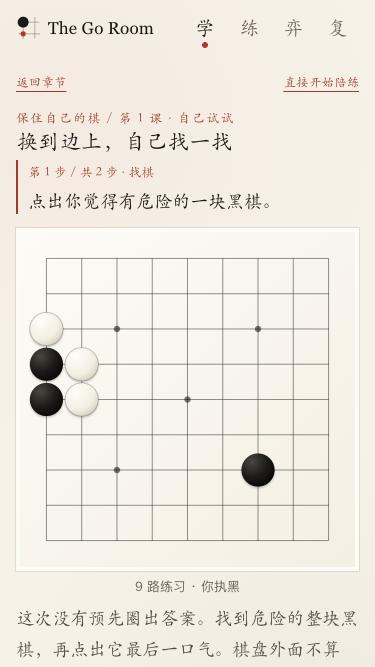 The Go Room
学 练 弈 复
返回章节
直接开始陪练
保住自己的棋 / 第 1 课 · 自己试试
换到边上，自己找一找
第 1 步 / 共 2 步 · 找棋
点出你觉得有危险的一块黑棋。
9 路练习 · 你执黑
这次没有预先圈出答案。找到危险的整块黑
棋，再点出它最后一口气。棋盘外面不算